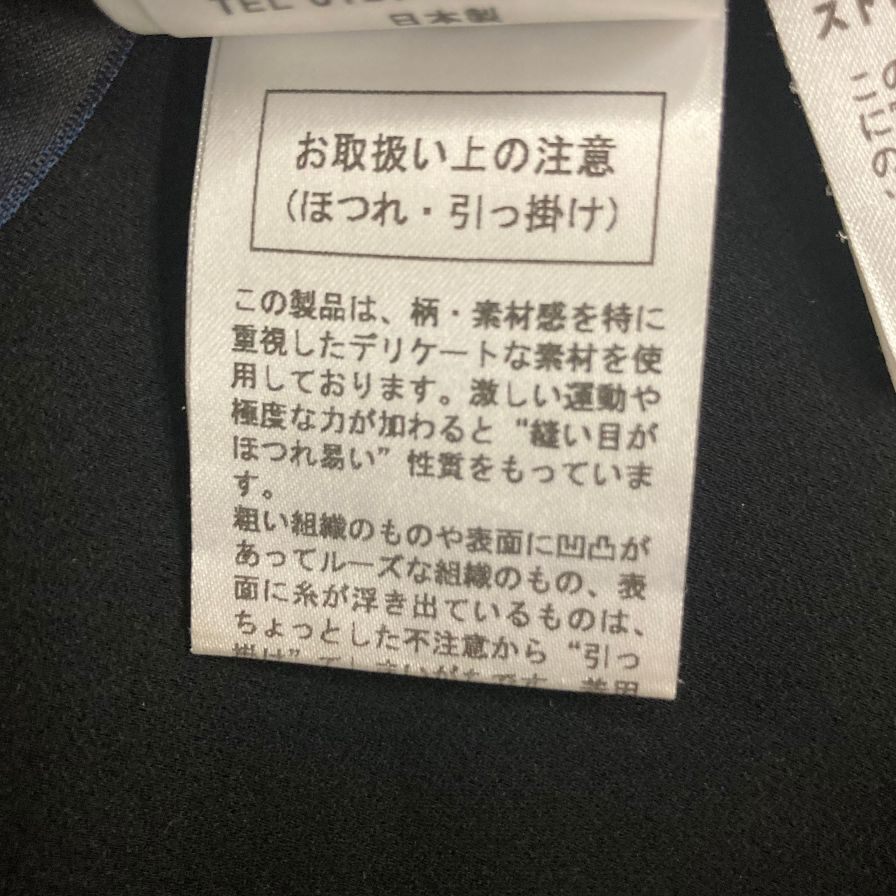 TEL
日本製
お取扱い上の注意
(ほつれ・引っ掛け)
この製品は、柄・素材感を特に
重視したデリケートな素材を使
用しております。激しい運動や
極度な力が加わると“縫い目が
ほつれ易い”性質をもっていま
す。
粗い組織のものや表面に凹凸が
あってルーズな組織のもの、表
面に糸が浮き出ているものは、
ちょっとした不注意から“引っ
掛け”